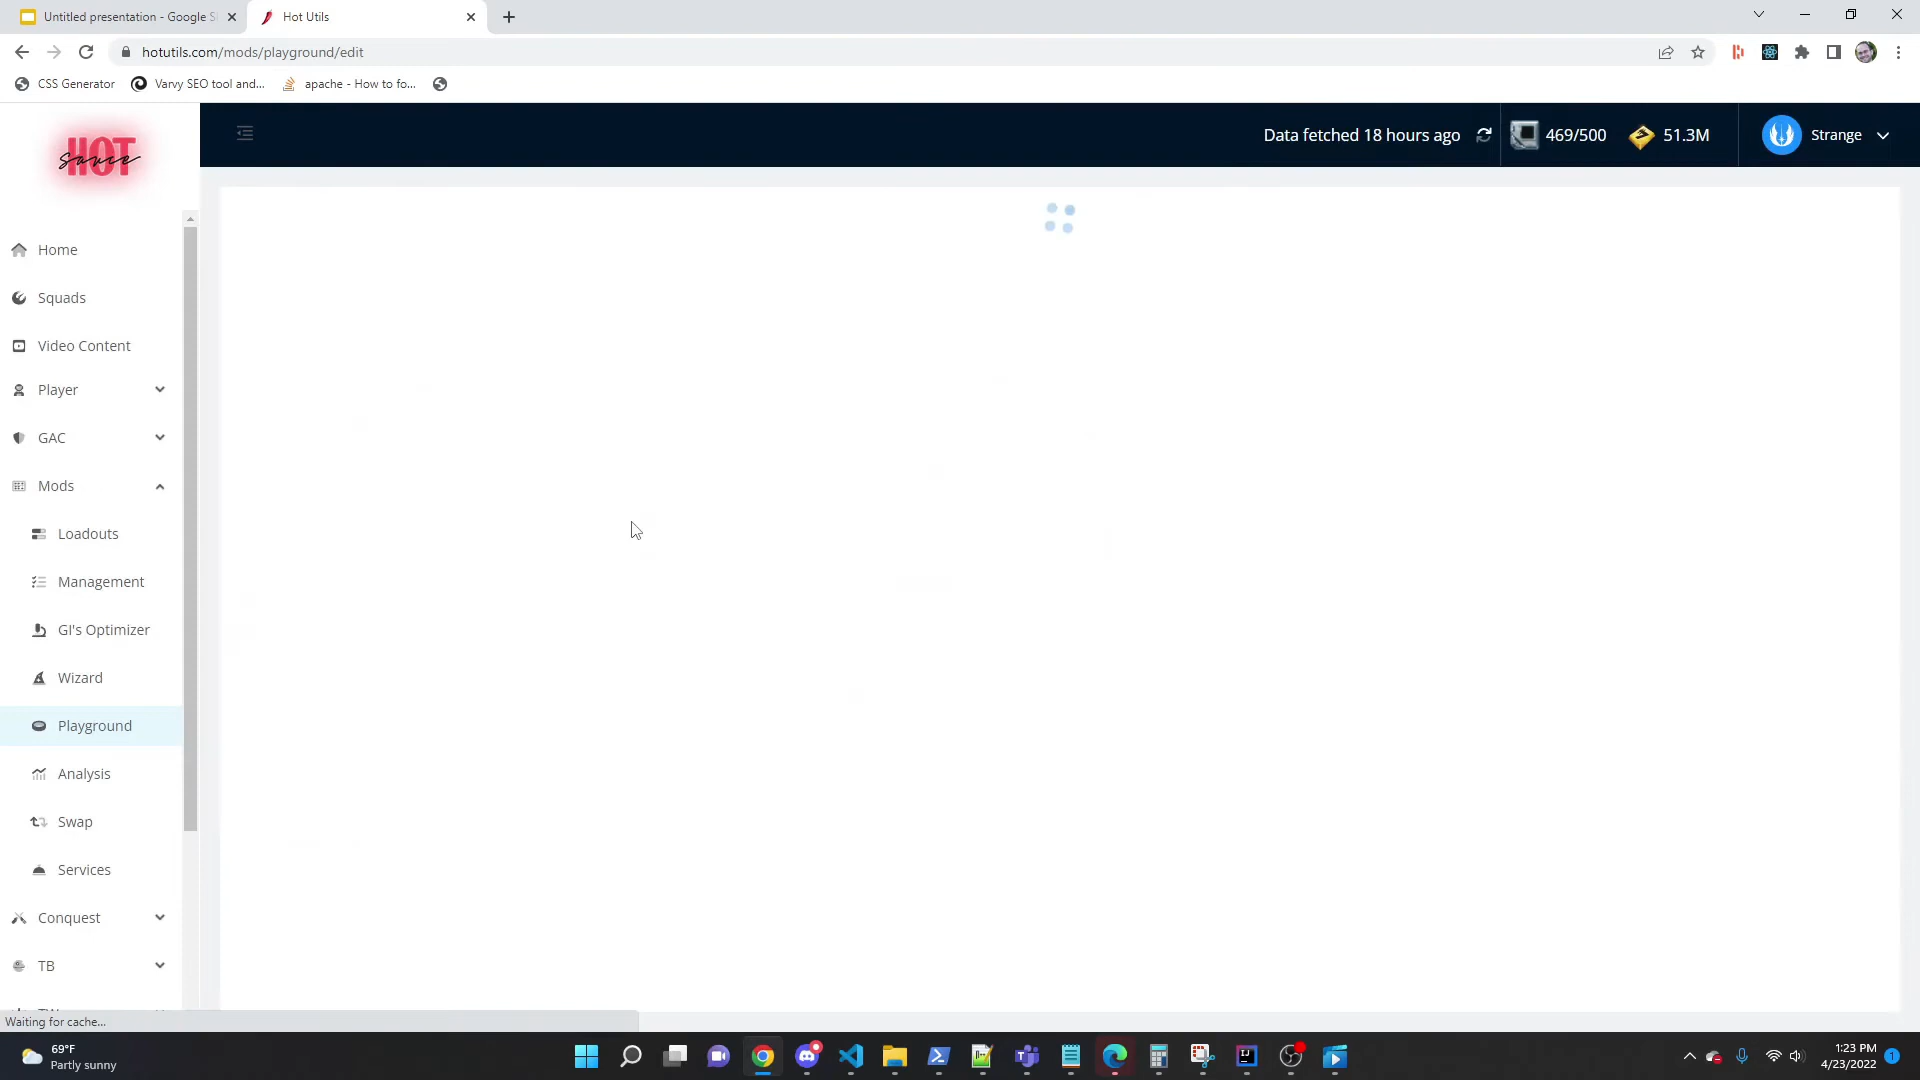 Untitled presentation - Google Sl
Hot Utils
hotutils.com/mods/playground/edit
CSS Generator
Varvy SEO tool and...
apache - How to fo...
HOT
sauce
Data fetched 18 hours ago
469/500
51.3M
Strange
Home
Squads
Video Content
Player
GAC
Mods
Loadouts
Management
GI's Optimizer
Wizard
Playground
Analysis
Swap
Services
Conquest
TB
Waiting for cache...
69°F
Partly sunny
1:23 PM
4/23/2022
1